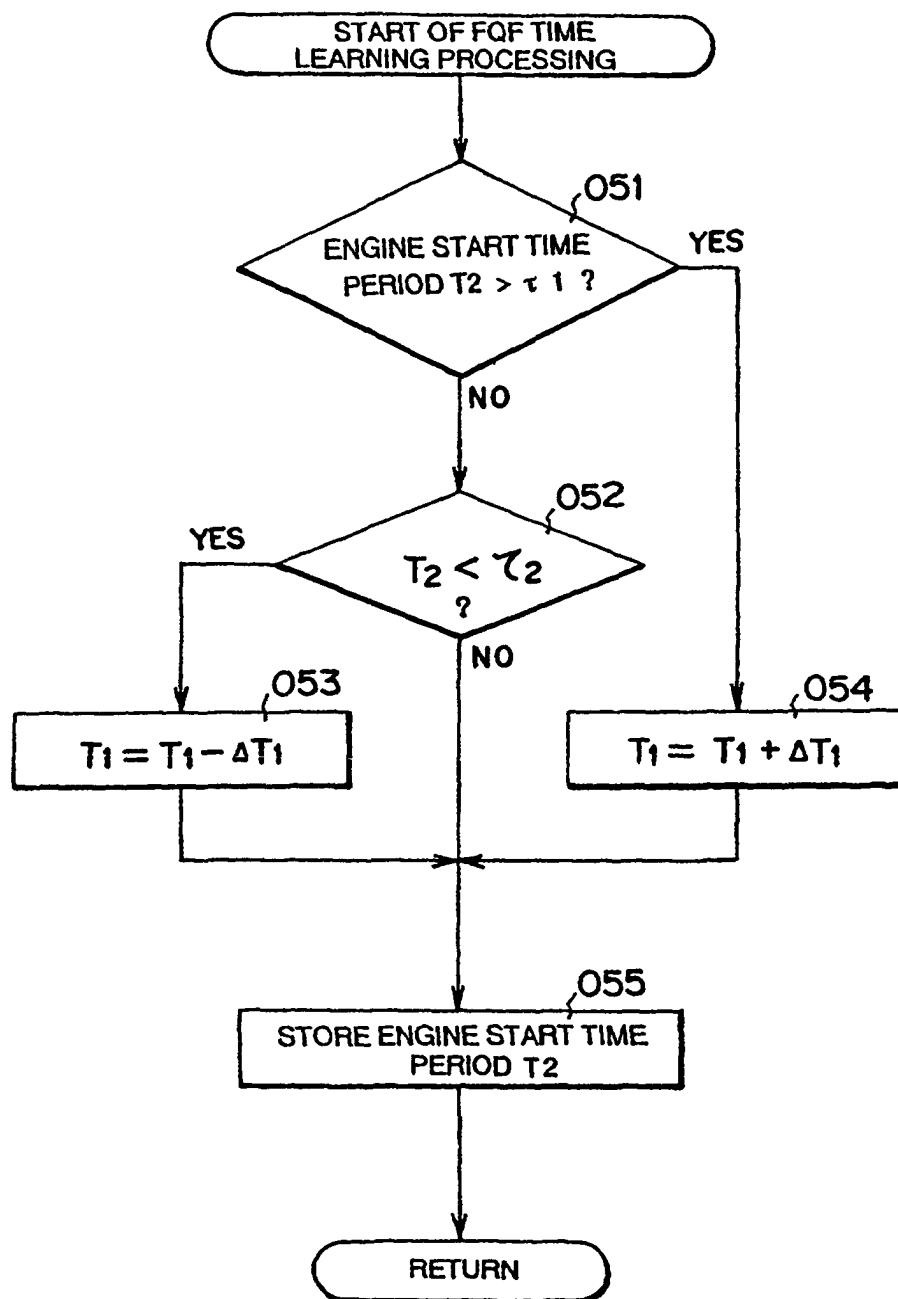 START OF FQF TIME
LEARNING PROCESSING
051
ENGINE START TIME
PERIOD T2 > τ 1 ?
YES
NO
052
YES
T2 < τ2
?
NO
053
T1 = T1 − ΔT1
054
T1 = T1 + ΔT1
055
STORE ENGINE START TIME
PERIOD T2
RETURN